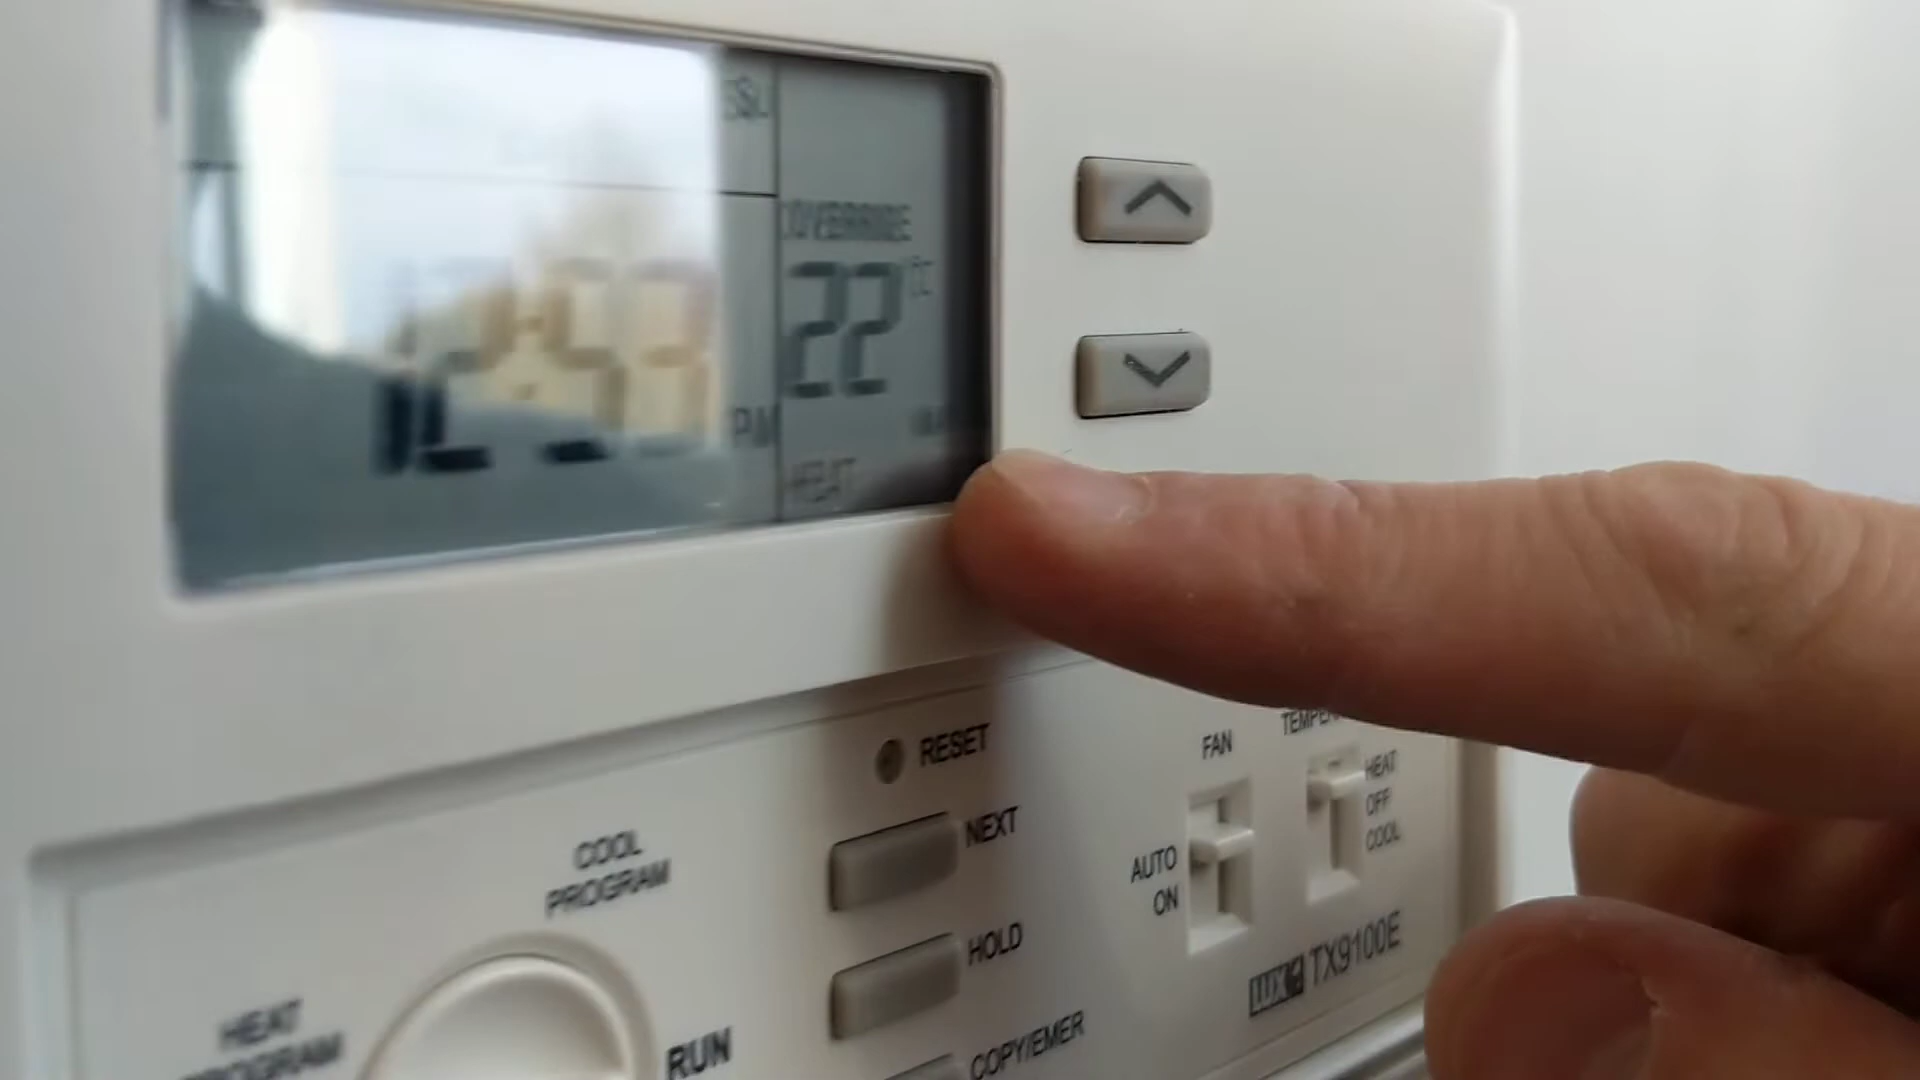 OVERRIDE
22°C
PM
HEAT
RESET
NEXT
HOLD
COPY/EMER
COOL
PROGRAM
HEAT
PROGRAM
RUN
FAN
AUTO
ON
HEAT
OFF
COOL
LUX TX9100E